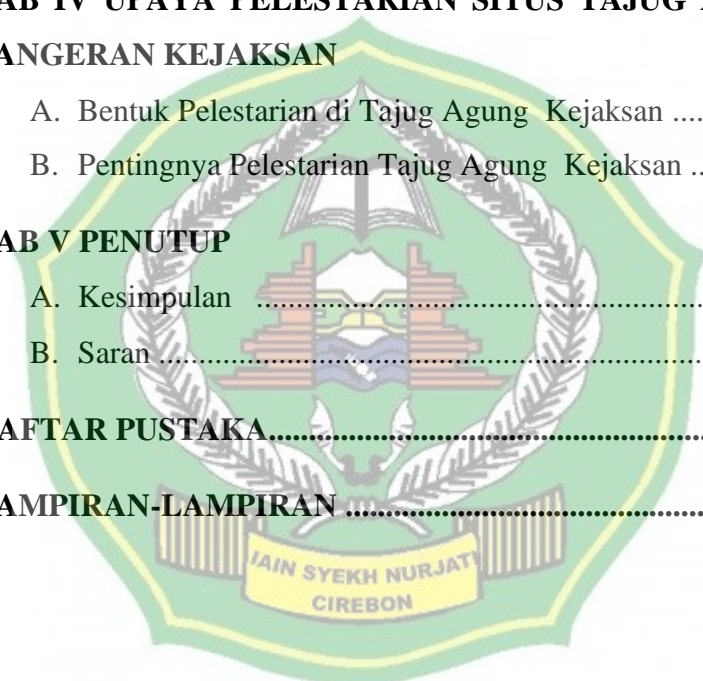 AB IV UPAYA PELESTARIAN SITUS TAJUG
ANGERAN KEJAKSAN
A. Bentuk Pelestarian di Tajug Agung Kejaksan ....
B. Pentingnya Pelestarian Tajug Agung Kejaksan ..
AB V PENUTUP
A. Kesimpulan ............................................................
B. Saran ........................................................................
AFTAR PUSTAKA.......................................................
AMPIRAN-LAMPIRAN .............................................
IAIN SYEKH NURJATI
CIREBON